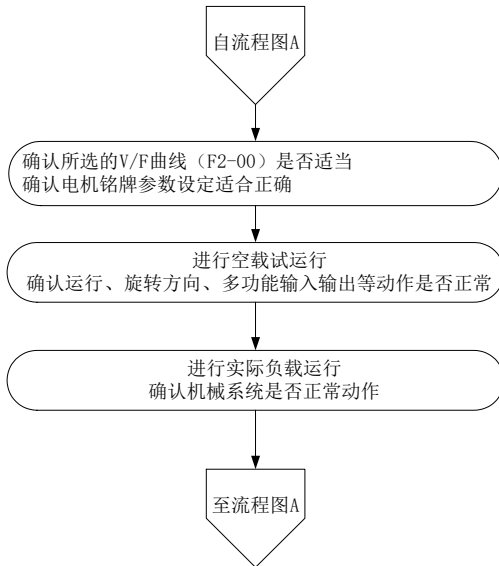 自流程图A
确认所选的V/F曲线（F2-00）是否适当
确认电机铭牌参数设定适合正确
进行空载试运行
确认运行、旋转方向、多功能输入输出等动作是否正常
进行实际负载运行
确认机械系统是否正常动作
至流程图A